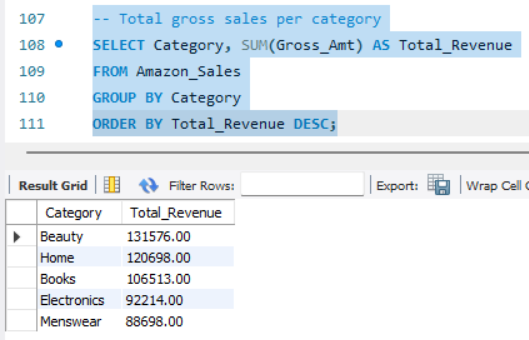 107 -- Total gross sales per category
108 SELECT Category, SUM(Gross_Amt) AS Total_Revenue
109 FROM Amazon_Sales
110 GROUP BY Category
111 ORDER BY Total_Revenue DESC;
Result Grid Filter Rows: Export: Wrap Cell
Category Total_Revenue
Beauty 131576.00
Home 120698.00
Books 106513.00
Electronics 92214.00
Menswear 88698.00